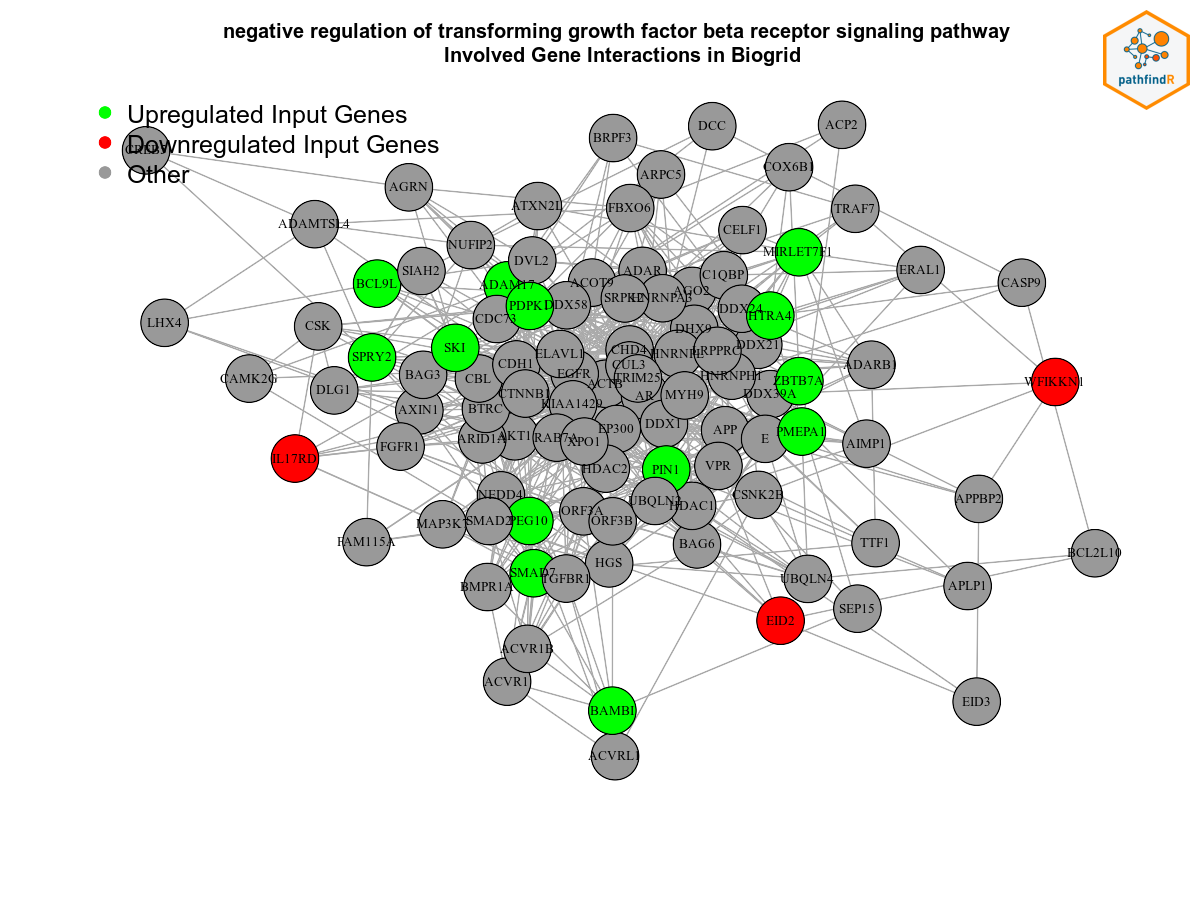 negative regulation of transforming growth factor beta receptor signaling pathway
Involved Gene Interactions in Biogrid
pathfindR
Upregulated Input Genes
Downregulated Input Genes
Other
DCC
ACP2
BRPF3
COX6B1
ARPC5
AGRN
ATXN2L
FBXO6
TRAF7
ADAMTSL4
CELF1
NUFIP2
MIRLET7F1
DVL2
SIAH2
ADAR
C1QBP
ERAL1
BCL9L
ADAM17
ACOT9
AGO2
CASP9
PDPK1
DDX58
SRPK2
HNRNPA3
DDX24
HTRA4
LHX4
CSK
CDC73
DHX9
SKI
ELAVL1
CHD4
HNRNPL
LRPPRC
DDX21
SPRY2
CDH1
CUL3
ADARB1
CAMK2G
DLG1
BAG3
CBL
EGFR
ACTB
TRIM25
HNRNPH1
ZBTB7A
WFIKKN1
CTNNB1
AR
MYH9
DDX39A
AXIN1
BTRC
KIAA1429
FGFR1
ARID1A
AKT1
RAB7A
XPO1
EP300
DDX1
APP
E
PMEPA1
AIMP1
IL17RD
HDAC2
PIN1
VPR
NEDD4
UBQLN2
CSNK2B
APPBP2
MAP3K7
SMAD2
PEG10
ORF3A
ORF3B
HDAC1
FAM115A
BAG6
TTF1
BCL2L10
BMPR1A
SMAD7
TGFBR1
HGS
UBQLN4
APLP1
SEP15
EID2
ACVR1B
ACVR1
BAMBI
EID3
ACVRL1